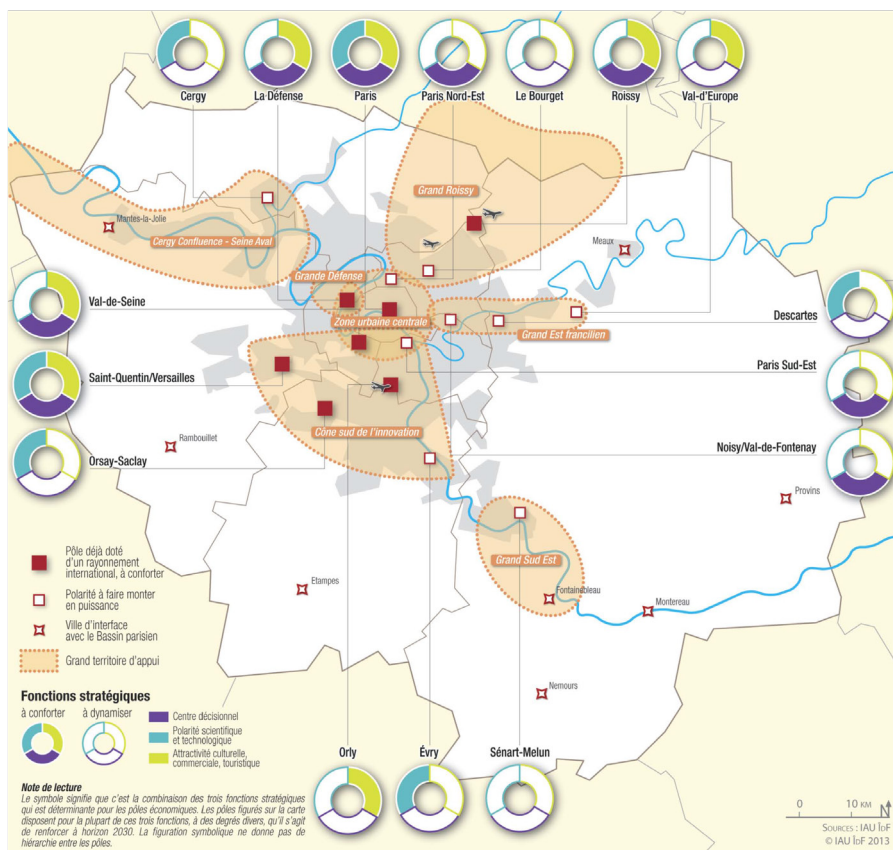 Cergy
La Défense
Paris
Paris Nord-Est
Le Bourget
Roissy
Val-d'Europe
Grand Roissy
Mantes-la-Jolie
Cergy Confluence - Seine Aval
Meaux
Grande Défense
Val-de-Seine
Zone urbaine centrale
Descartes
Grand Est francilien
Paris Sud-Est
Saint-Quentin/Versailles
Cône sud de l'innovation
Rambouillet
Noisy/Val-de-Fontenay
Orsay-Saclay
Provins
Grand Sud Est
Etampes
Fontainebleau
Montereau
Nemours
Pôle déjà doté
d'un rayonnement
international, à conforter
Polarité à faire monter
en puissance
Ville d'interface
avec le Bassin parisien
Grand territoire d'appui
Fonctions stratégiques
à conforter
à dynamiser
Centre décisionnel
Polarité scientifique
et technologique
Attractivité culturelle,
commerciale, touristique
Orly
Évry
Sénart-Melun
Note de lecture
Le symbole signifie que c'est la combinaison des trois fonctions stratégiques
qui est déterminante pour les pôles économiques. Les pôles figurés sur la carte
disposent pour la plupart de ces trois fonctions, à des degrés divers, qu'il s'agit
de renforcer à horizon 2030. La figuration symbolique ne donne pas de
hiérarchie entre les pôles.
0 10 KM N
SOURCES : IAU ÎDF
© IAU ÎDF 2013